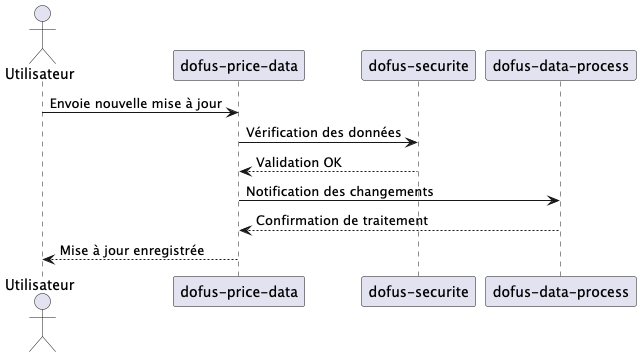 Utilisateur
dofus-price-data
dofus-securite
dofus-data-process
Envoie nouvelle mise à jour
Vérification des données
Validation OK
Notification des changements
Confirmation de traitement
Mise à jour enregistrée
Utilisateur
dofus-price-data
dofus-securite
dofus-data-process